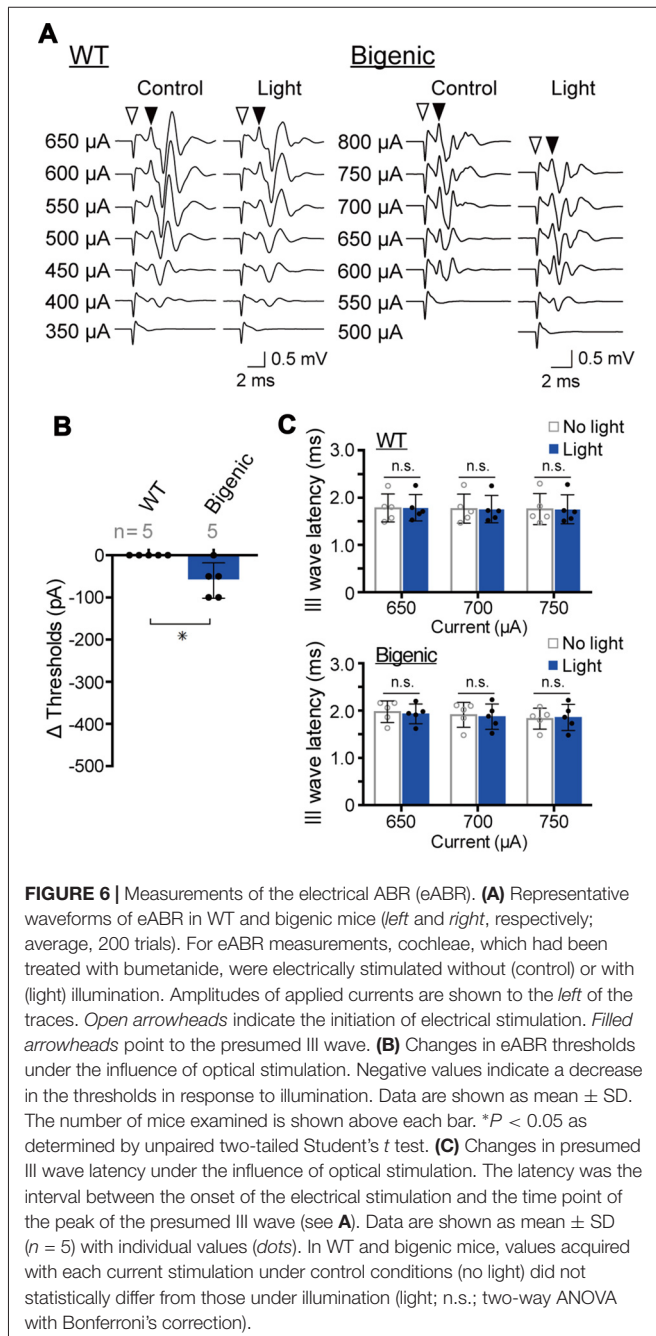 A
WT
Bigenic
Control
Light
Control
Light
650 µA
600 µA
550 µA
500 µA
450 µA
400 µA
350 µA
800 µA
750 µA
700 µA
650 µA
600 µA
550 µA
500 µA
0.5 mV
2 ms
0.5 mV
2 ms
B
WT
Bigenic
n= 5
5
0
-100
-200
-300
-400
-500
Δ Thresholds (pA)
*
C
WT
No light
Light
III wave latency (ms)
3.0
2.0
1.0
0
n.s.
n.s.
n.s.
650
700
750
Current (µA)
Bigenic
No light
Light
III wave latency (ms)
3.0
2.0
1.0
0
n.s.
n.s.
n.s.
650
700
750
Current (µA)
FIGURE 6 | Measurements of the electrical ABR (eABR). (A) Representative
waveforms of eABR in WT and bigenic mice (left and right, respectively;
average, 200 trials). For eABR measurements, cochleae, which had been
treated with bumetanide, were electrically stimulated without (control) or with
(light) illumination. Amplitudes of applied currents are shown to the left of the
traces. Open arrowheads indicate the initiation of electrical stimulation. Filled
arrowheads point to the presumed III wave. (B) Changes in eABR thresholds
under the influence of optical stimulation. Negative values indicate a decrease
in the thresholds in response to illumination. Data are shown as mean ± SD.
The number of mice examined is shown above each bar. *P < 0.05 as
determined by unpaired two-tailed Student's t test. (C) Changes in presumed
III wave latency under the influence of optical stimulation. The latency was the
interval between the onset of the electrical stimulation and the time point of
the peak of the presumed III wave (see A). Data are shown as mean ± SD
(n = 5) with individual values (dots). In WT and bigenic mice, values acquired
with each current stimulation under control conditions (no light) did not
statistically differ from those under illumination (light; n.s.; two-way ANOVA
with Bonferroni's correction).